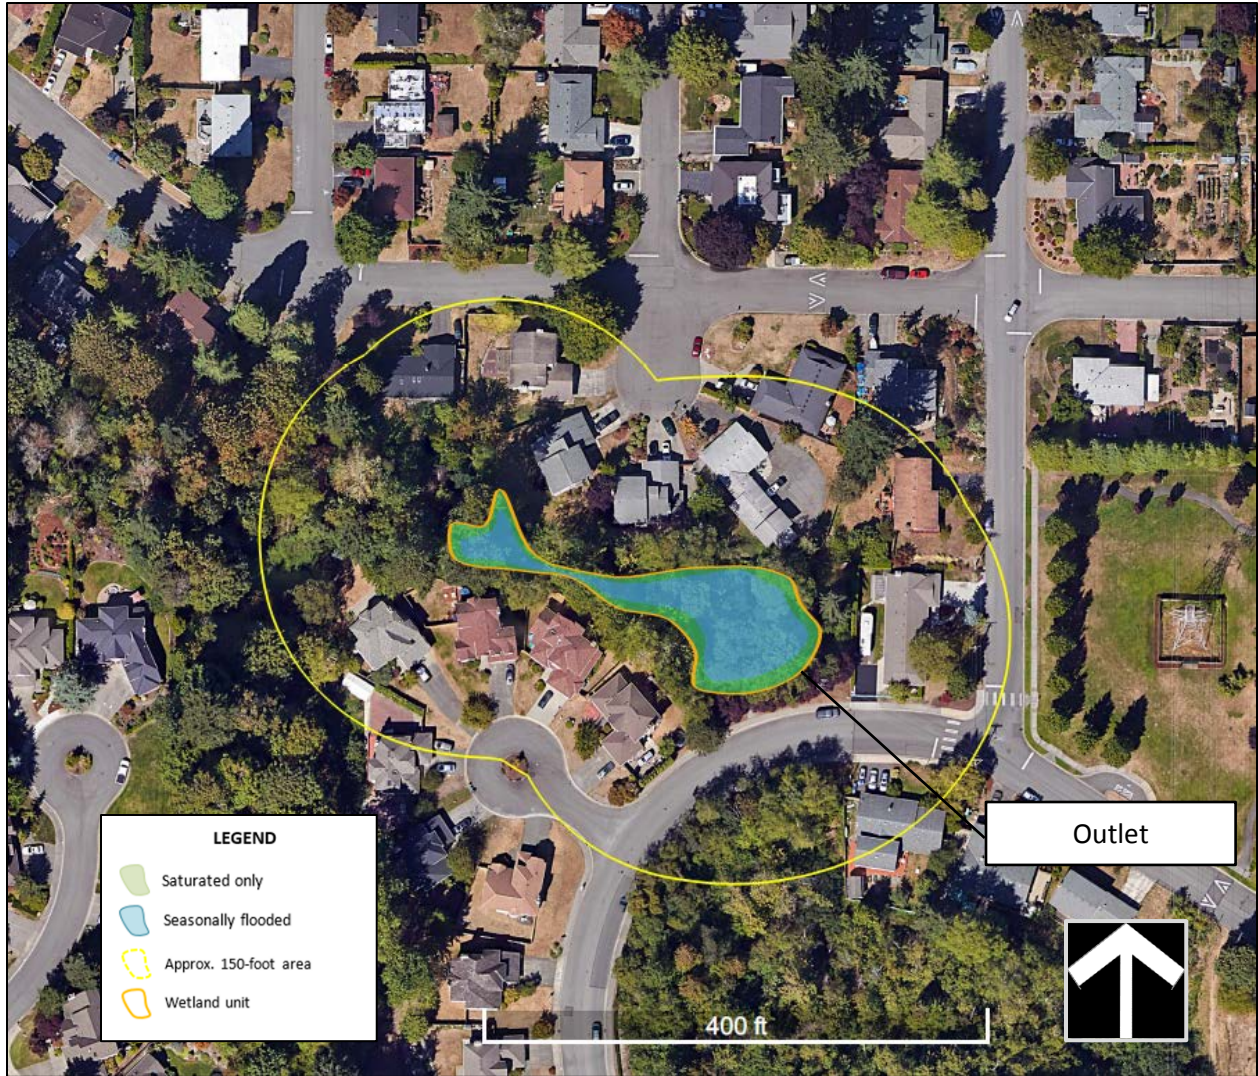 Outlet
LEGEND
Saturated only
Seasonally flooded
Approx. 150-foot area
Wetland unit
400 ft